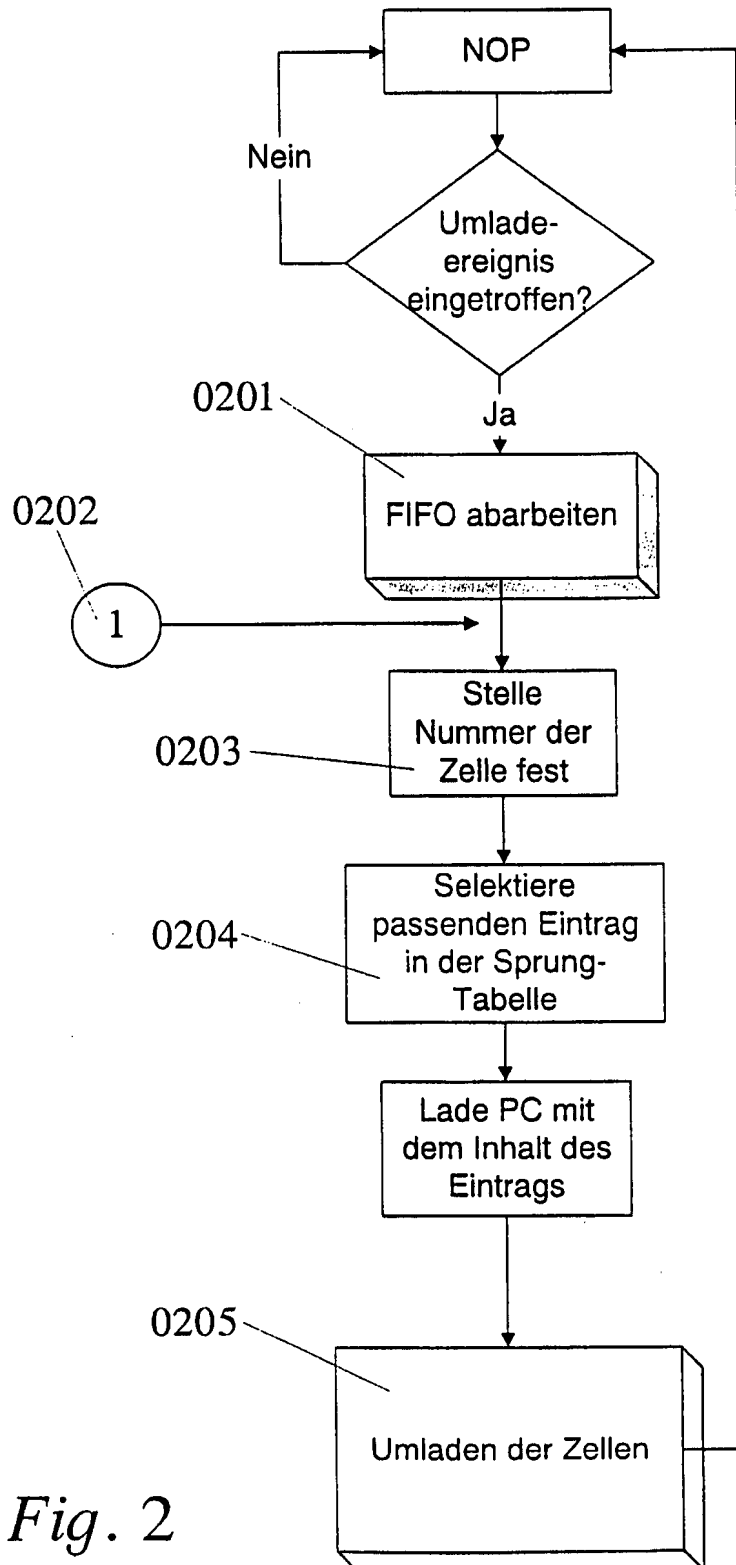 NOP
Nein
Umlade-
ereignis
eingetroffen?
Ja
0201
FIFO abarbeiten
0202
1
Stelle
Nummer der
Zelle fest
0203
Selektiere
passenden Eintrag
in der Sprung-
Tabelle
0204
Lade PC mit
dem Inhalt des
Eintrags
0205
Umladen der Zellen
Fig. 2